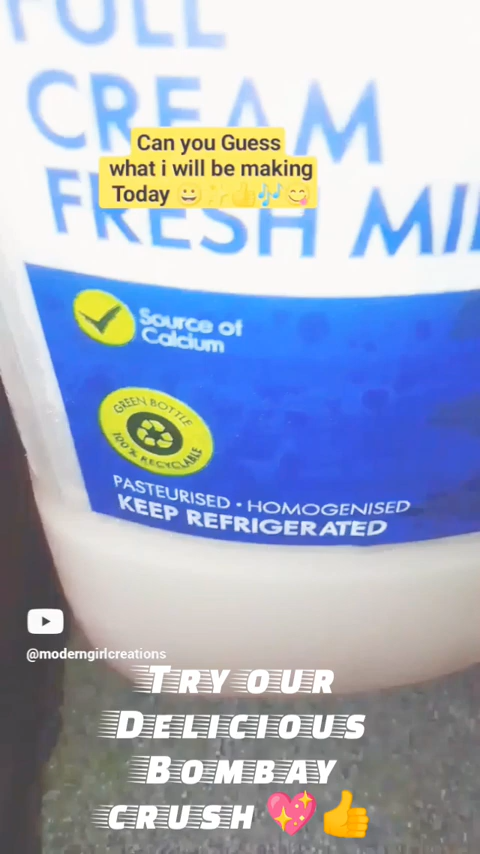 FULL
CREAM
FRESH MIL
Can you Guess
what i will be making
Today 😀✨👍🎶😋
Source of
Calcium
GREEN BOTTLE
100% RECYCLABLE
PASTEURISED • HOMOGENISED
KEEP REFRIGERATED
@moderngirlcreations
TRY OUR
DELICIOUS
BOMBAY
CRUSH 💖👍